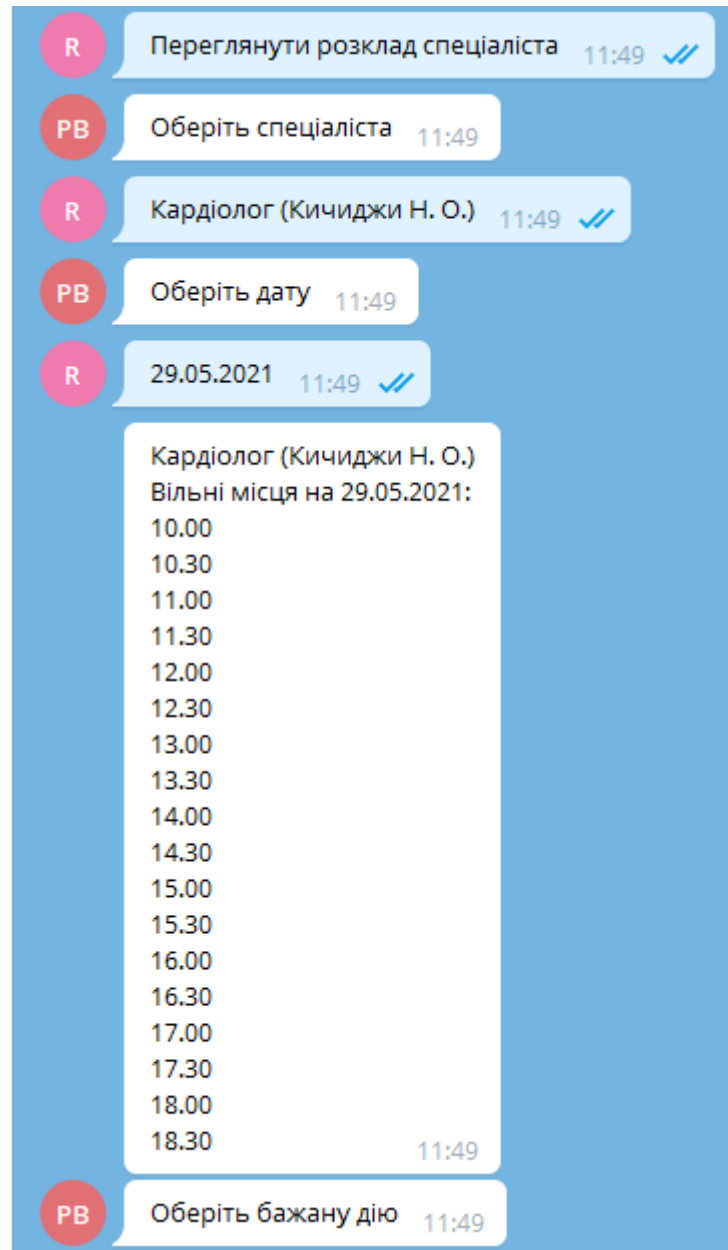 R
Переглянути розклад спеціаліста 11:49
PB
Оберіть спеціаліста 11:49
R
Кардіолог (Кичиджи Н. О.) 11:49
PB
Оберіть дату 11:49
R
29.05.2021 11:49
Кардіолог (Кичиджи Н. О.)
Вільні місця на 29.05.2021:
10.00
10.30
11.00
11.30
12.00
12.30
13.00
13.30
14.00
14.30
15.00
15.30
16.00
16.30
17.00
17.30
18.00
18.30 11:49
PB
Оберіть бажану дію 11:49